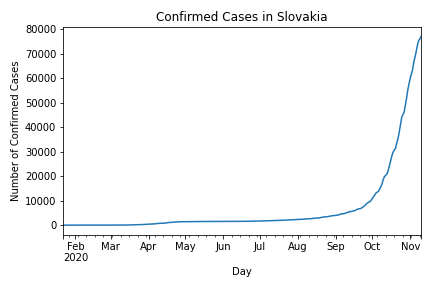 Confirmed Cases in Slovakia
Number of Confirmed Cases
80000
70000
60000
50000
40000
30000
20000
10000
0
Feb Mar Apr May Jun Jul Aug Sep Oct Nov
2020
Day